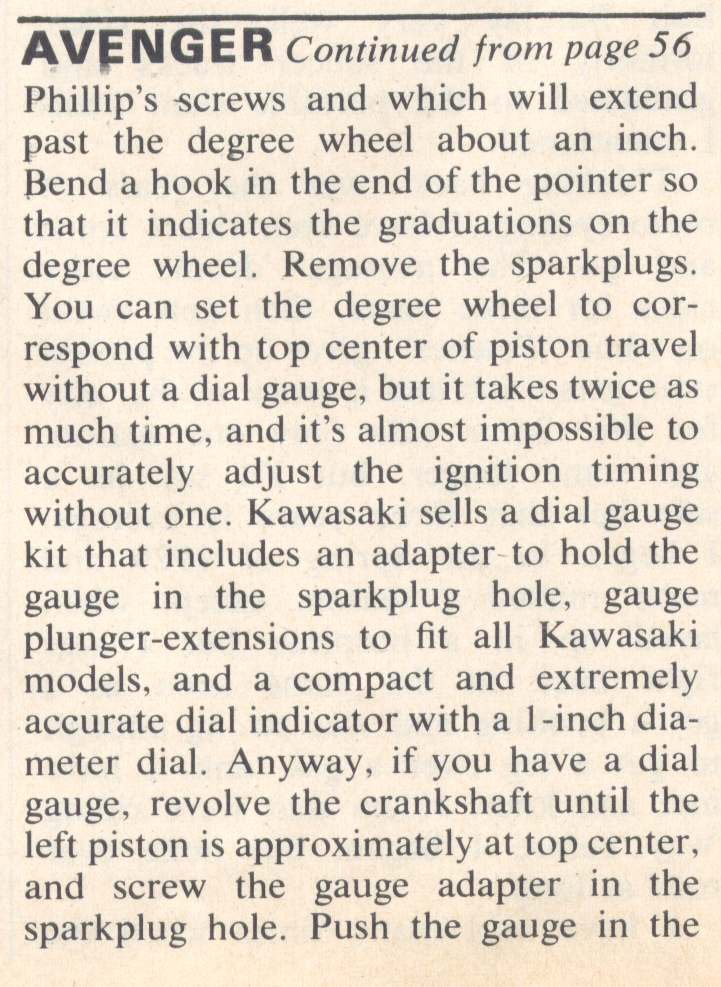 AVENGER Continued from page 56
Phillip's screws and which will extend
past the degree wheel about an inch.
Bend a hook in the end of the pointer so
that it indicates the graduations on the
degree wheel. Remove the sparkplugs.
You can set the degree wheel to cor-
respond with top center of piston travel
without a dial gauge, but it takes twice as
much time, and it's almost impossible to
accurately adjust the ignition timing
without one. Kawasaki sells a dial gauge
kit that includes an adapter to hold the
gauge in the sparkplug hole, gauge
plunger-extensions to fit all Kawasaki
models, and a compact and extremely
accurate dial indicator with a 1-inch dia-
meter dial. Anyway, if you have a dial
gauge, revolve the crankshaft until the
left piston is approximately at top center,
and screw the gauge adapter in the
sparkplug hole. Push the gauge in the